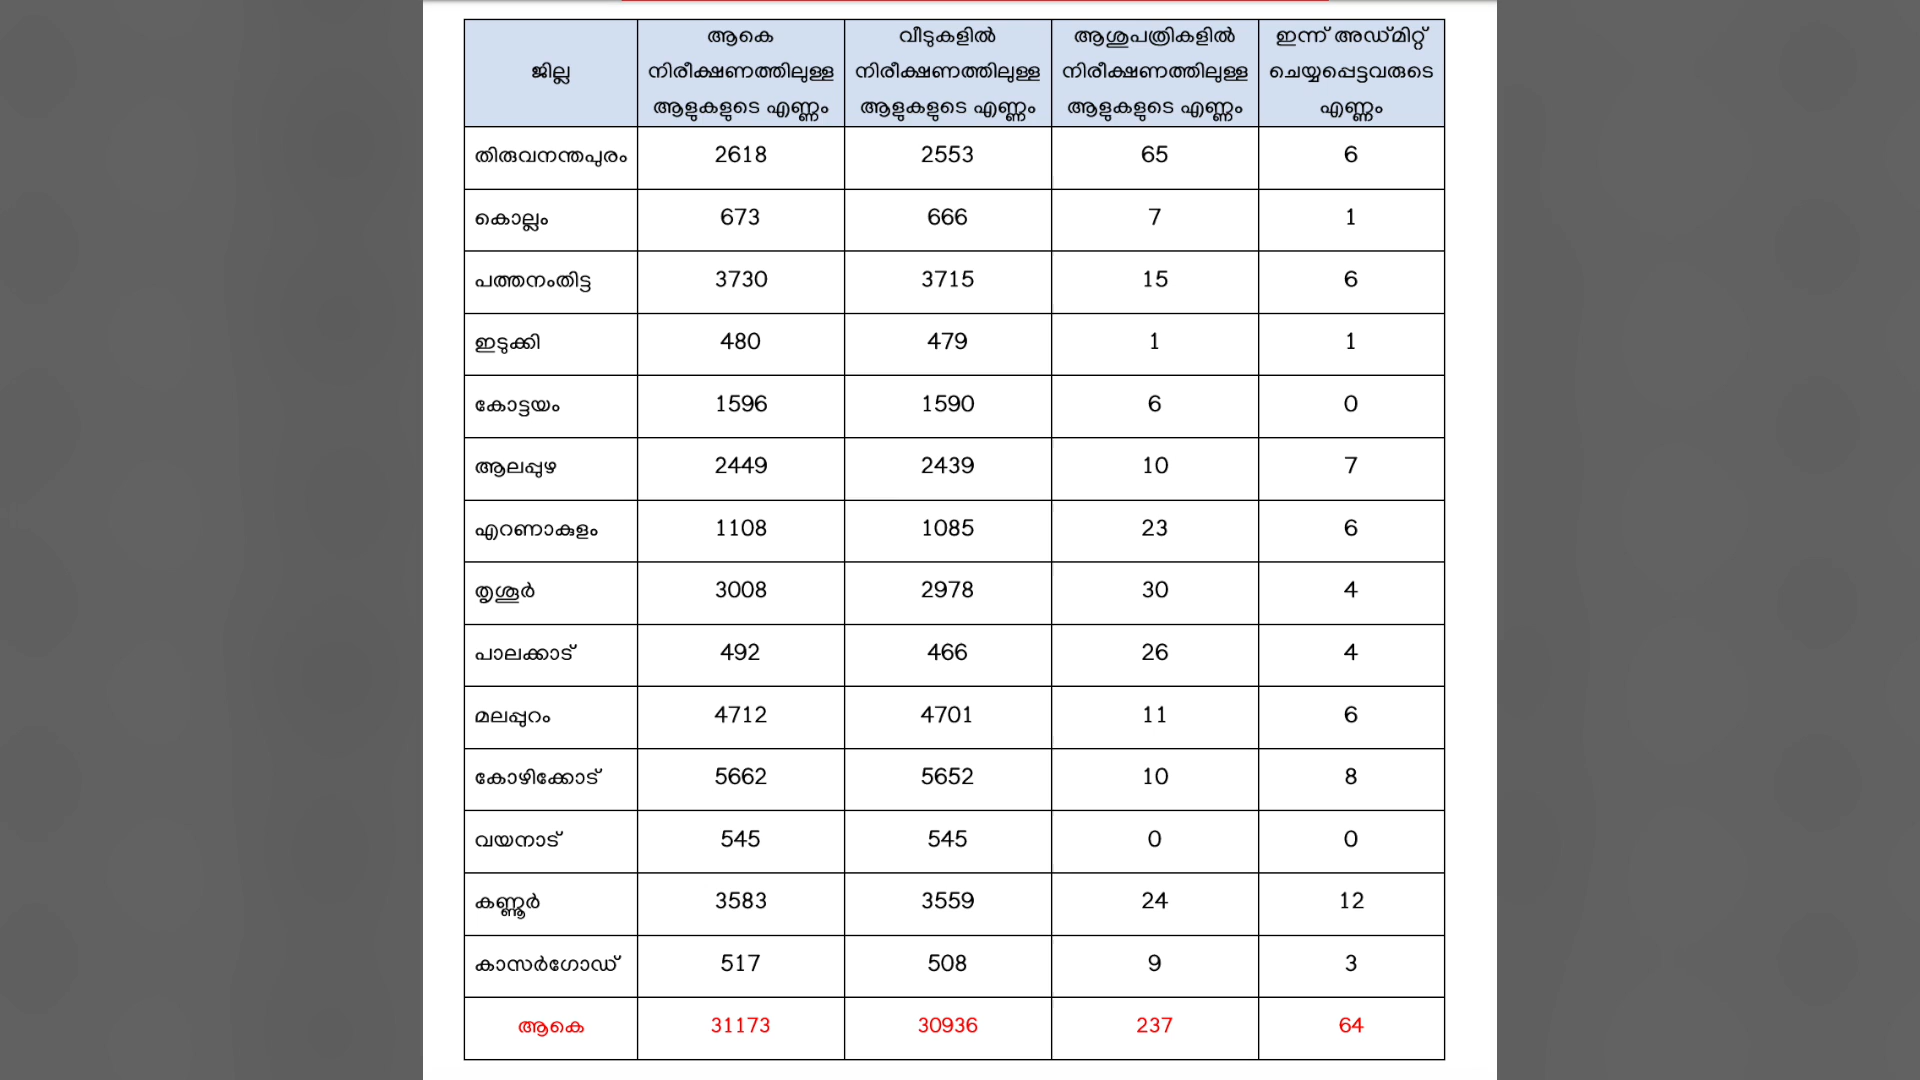 ജില്ല | ആകെ നിരീക്ഷണത്തിലുള്ള ആളുകളുടെ എണ്ണം | വീടുകളിൽ നിരീക്ഷണത്തിലുള്ള ആളുകളുടെ എണ്ണം | ആശുപത്രികളിൽ നിരീക്ഷണത്തിലുള്ള ആളുകളുടെ എണ്ണം | ഇന്ന് അഡ്മിറ്റ് ചെയ്യപ്പെട്ടവരുടെ എണ്ണം
തിരുവനന്തപുരം 2618 2553 65 6
കൊല്ലം 673 666 7 1
പത്തനംതിട്ട 3730 3715 15 6
ഇടുക്കി 480 479 1 1
കോട്ടയം 1596 1590 6 0
ആലപ്പുഴ 2449 2439 10 7
എറണാകുളം 1108 1085 23 6
തൃശൂർ 3008 2978 30 4
പാലക്കാട് 492 466 26 4
മലപ്പുറം 4712 4701 11 6
കോഴിക്കോട് 5662 5652 10 8
വയനാട് 545 545 0 0
കണ്ണൂർ 3583 3559 24 12
കാസർഗോഡ് 517 508 9 3
ആകെ 31173 30936 237 64